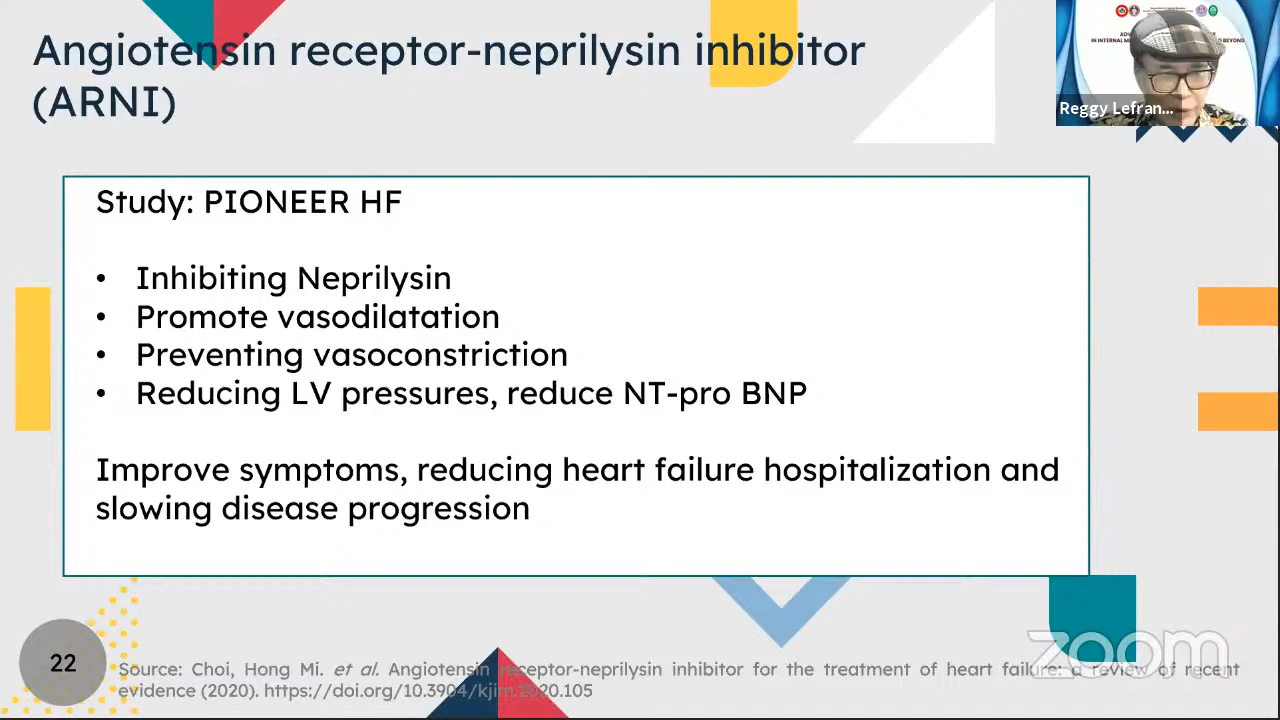 Angiotensin receptor-neprilysin inhibitor
(ARNI)
Reggy Lefran...
Study: PIONEER HF
• Inhibiting Neprilysin
• Promote vasodilatation
• Preventing vasoconstriction
• Reducing LV pressures, reduce NT-pro BNP
Improve symptoms, reducing heart failure hospitalization and
slowing disease progression
zoom
22
Source: Choi, Hong Mi. et al. Angiotensin receptor-neprilysin inhibitor for the treatment of heart failure: a review of recent
evidence (2020). https://doi.org/10.3904/kjim.2020.105